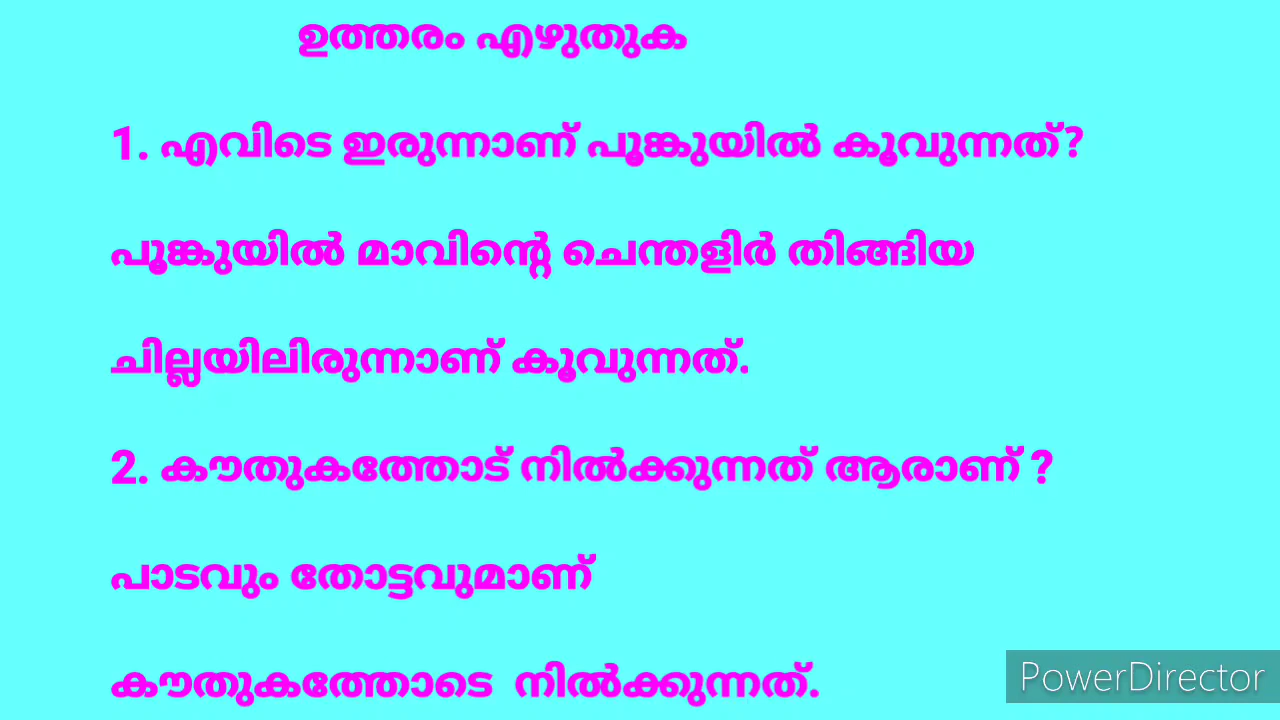 ഉത്തരം എഴുതുക
1. എവിടെ ഇരുന്നാണ് പൂങ്കുയിൽ കൂവുന്നത്?
പൂങ്കുയിൽ മാവിന്റെ ചെന്തളിർ തിങ്ങിയ
ചില്ലയിലിരുന്നാണ് കൂവുന്നത്.
2. കൗതുകത്തോട് നിൽക്കുന്നത് ആരാണ് ?
പാടവും തോട്ടവുമാണ്
കൗതുകത്തോടെ നിൽക്കുന്നത്.
PowerDirector